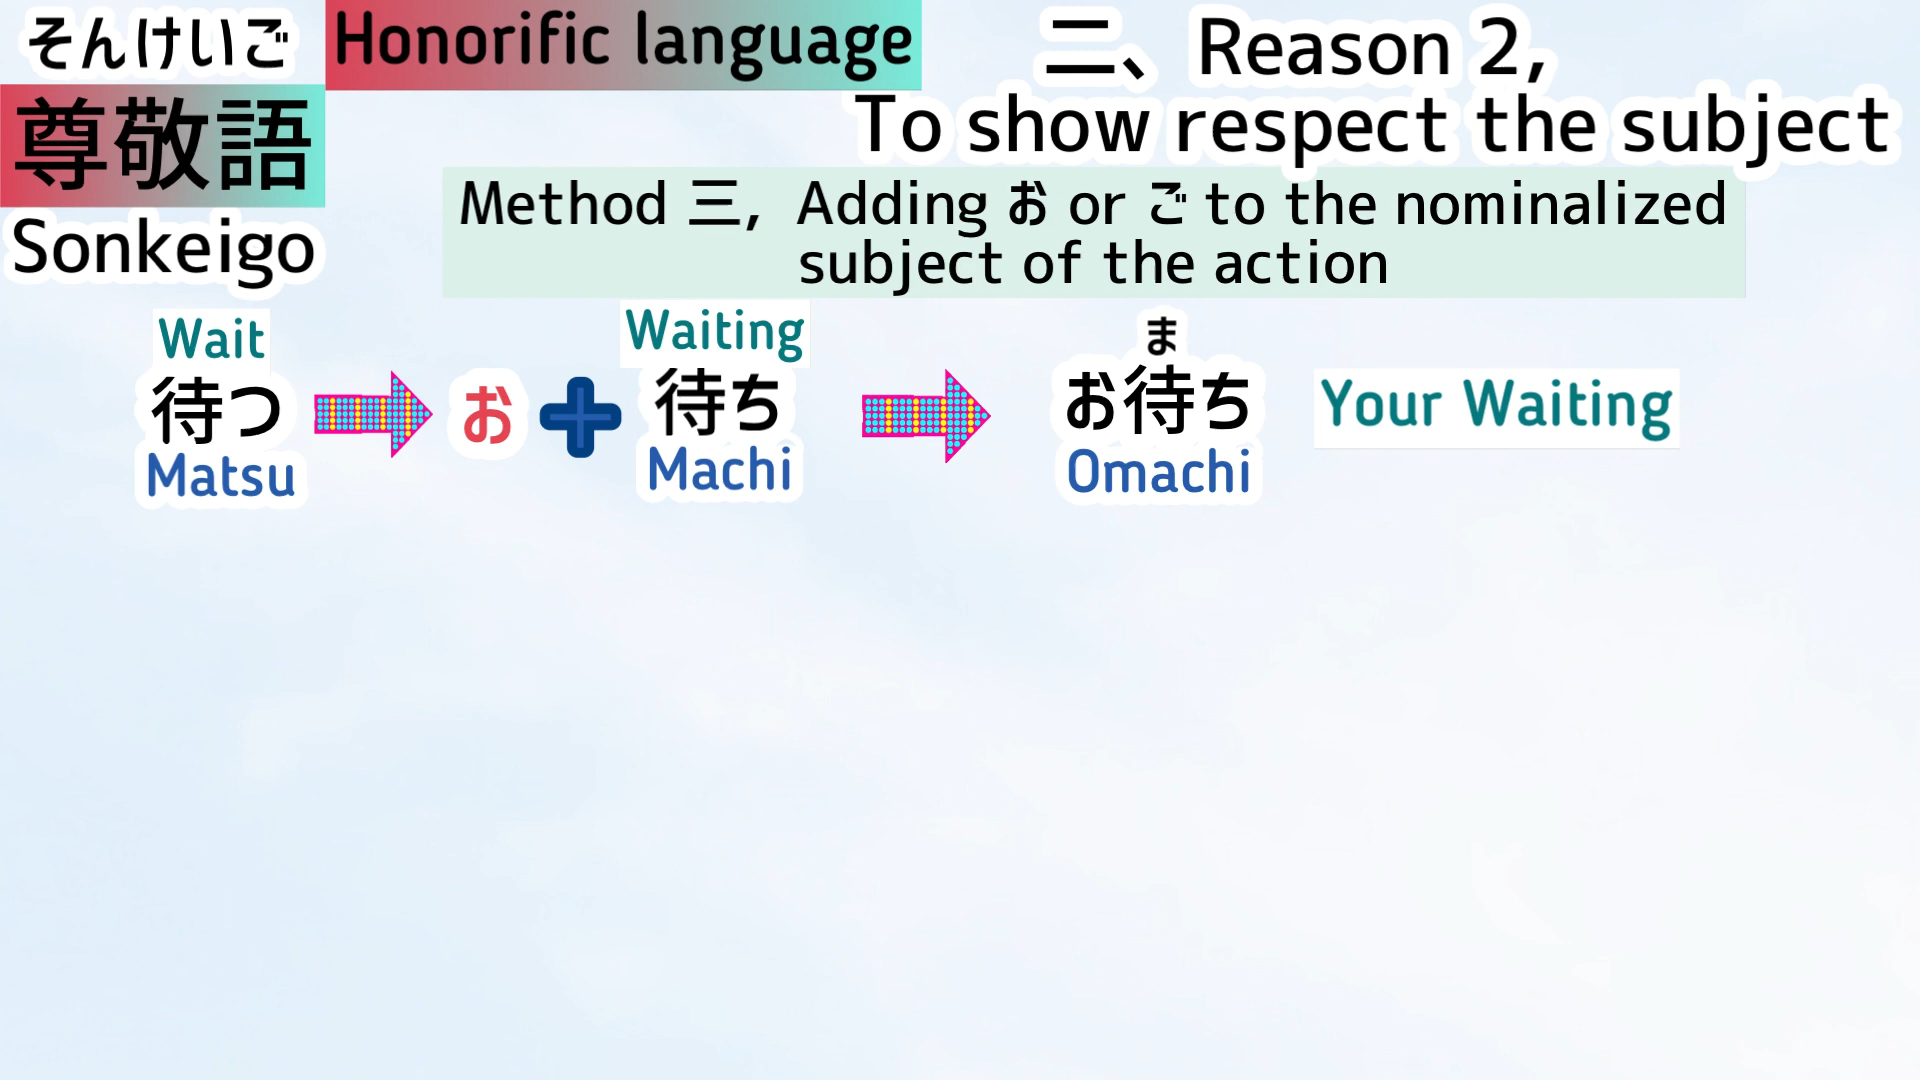 そんけいご
Honorific language
尊敬語
Sonkeigo
二、Reason 2,
To show respect the subject
Method 三, Adding お or ご to the nominalized
subject of the action
Wait
待つ
Matsu
お
Waiting
待ち
Machi
ま
お待ち
Omachi
Your Waiting